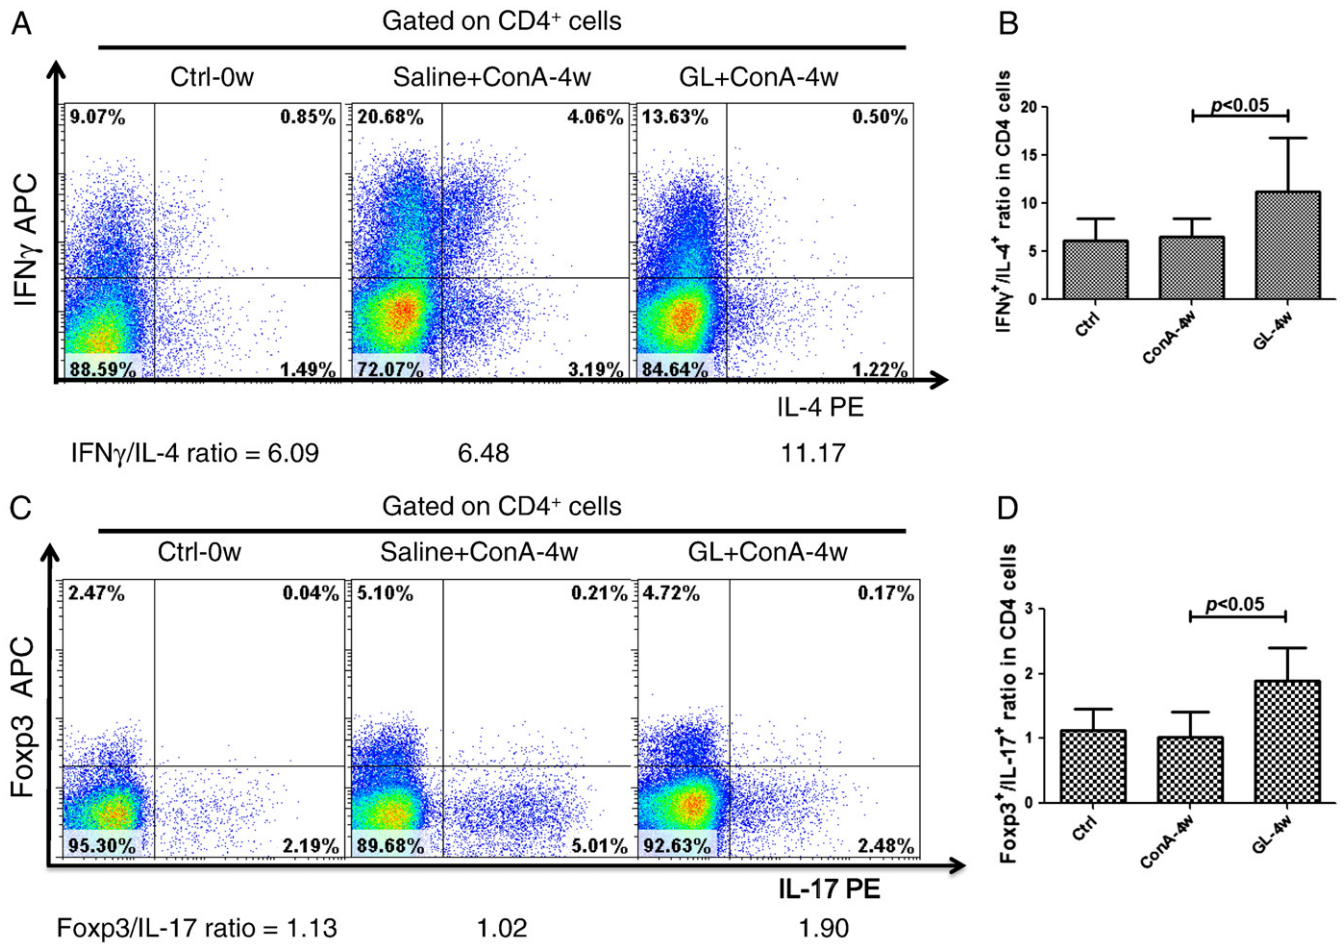 A
Gated on CD4⁺ cells
Ctrl-0w
Saline+ConA-4w
GL+ConA-4w
IFNγ APC
9.07%
0.85%
20.68%
4.06%
13.63%
0.50%
88.59%
1.49%
72.07%
3.19%
84.64%
1.22%
IL-4 PE
IFNγ/IL-4 ratio = 6.09
6.48
11.17
B
IFNγ⁺/IL-4⁺ ratio in CD4 cells
20
15
10
5
0
p<0.05
Ctrl
ConA-4w
GL-4w
C
Gated on CD4⁺ cells
Ctrl-0w
Saline+ConA-4w
GL+ConA-4w
Foxp3 APC
2.47%
0.04%
5.10%
0.21%
4.72%
0.17%
95.30%
2.19%
89.68%
5.01%
92.63%
2.48%
IL-17 PE
Foxp3/IL-17 ratio = 1.13
1.02
1.90
D
Foxp3⁺/IL-17⁺ ratio in CD4 cells
3
2
1
0
p<0.05
Ctrl
ConA-4w
GL-4w